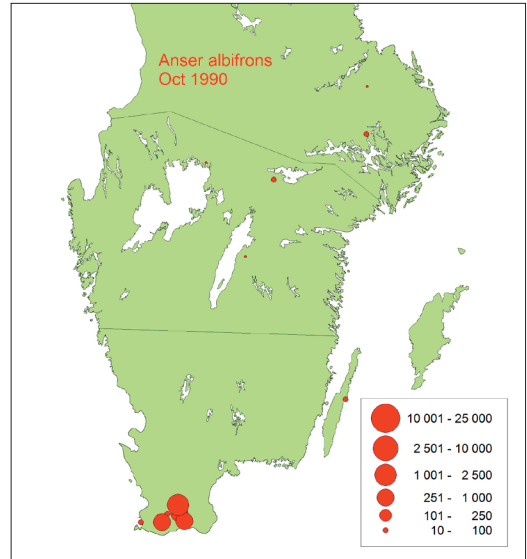 Anser albifrons
Oct 1990
10 001 - 25 000
2 501 - 10 000
1 001 - 2 500
251 - 1 000
101 - 250
10 - 100